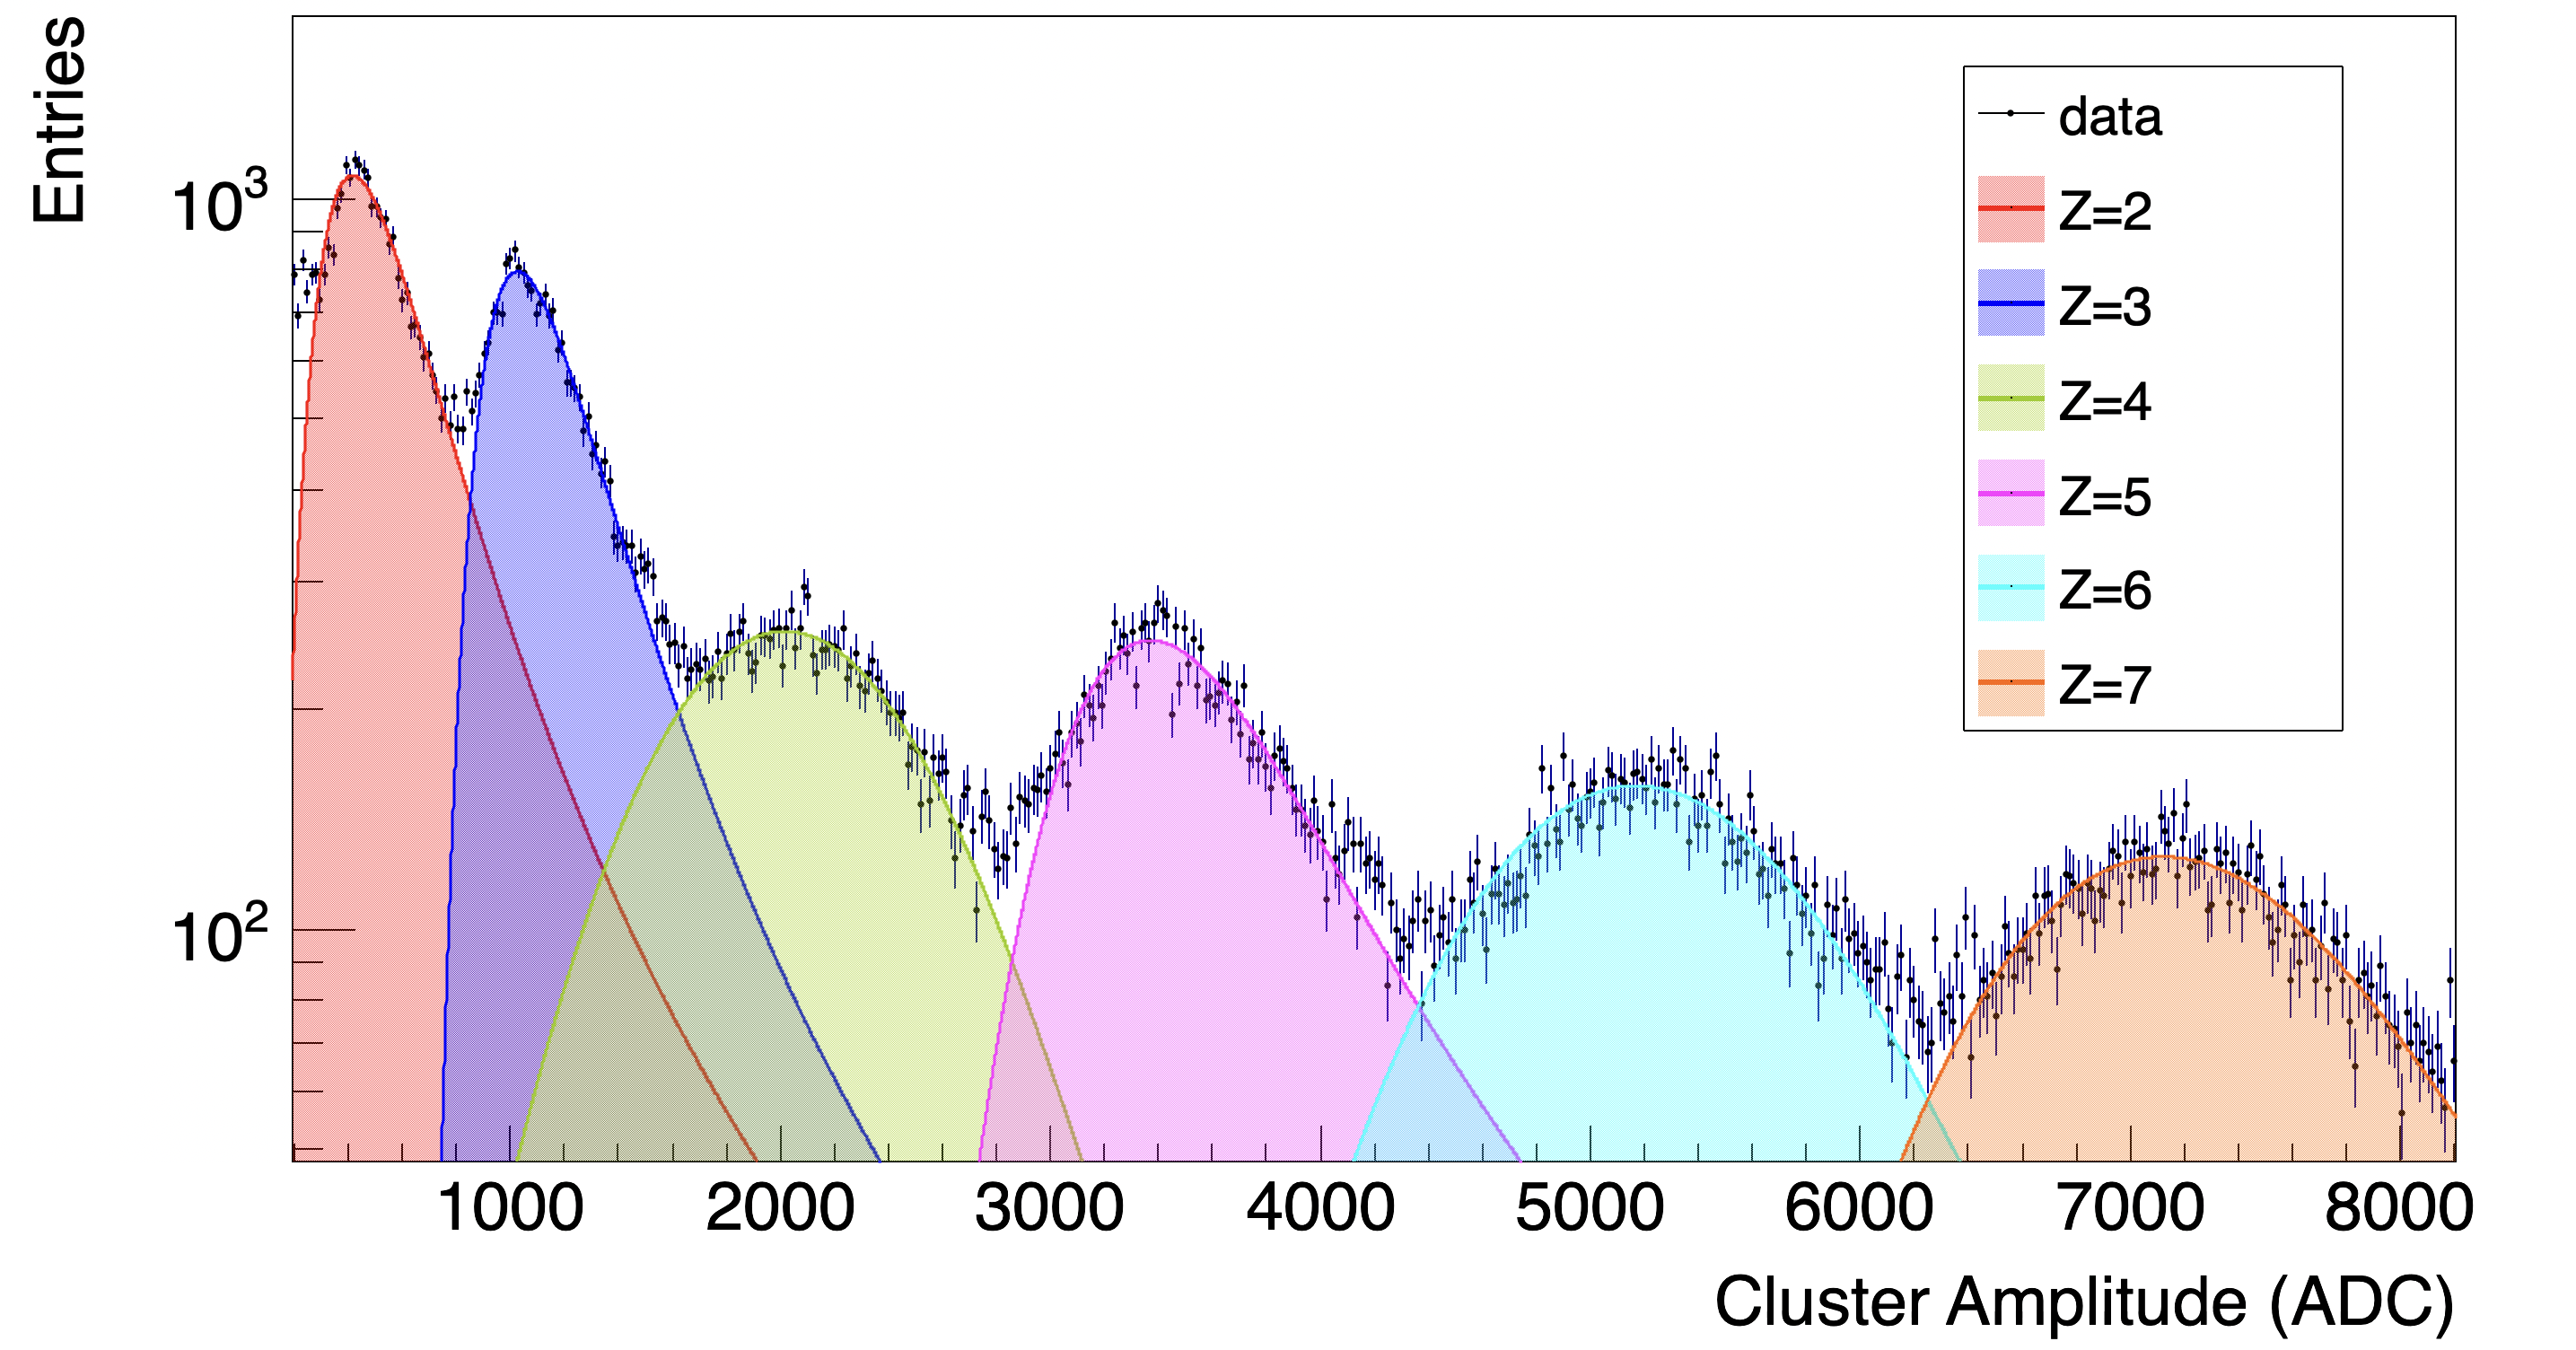 Entries
10³
10²
data
Z=2
Z=3
Z=4
Z=5
Z=6
Z=7
1000 2000 3000 4000 5000 6000 7000 8000
Cluster Amplitude (ADC)